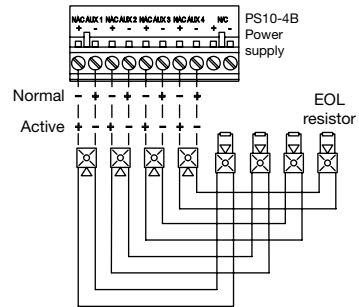 NAC AUX 1 NAC AUX 2 NAC AUX 3 NAC AUX 4 N/C
+ - + - + - + - + -
PS10-4B
Power
supply
Normal - + - + - + - +
EOL
resistor
Active + - + - + - + -